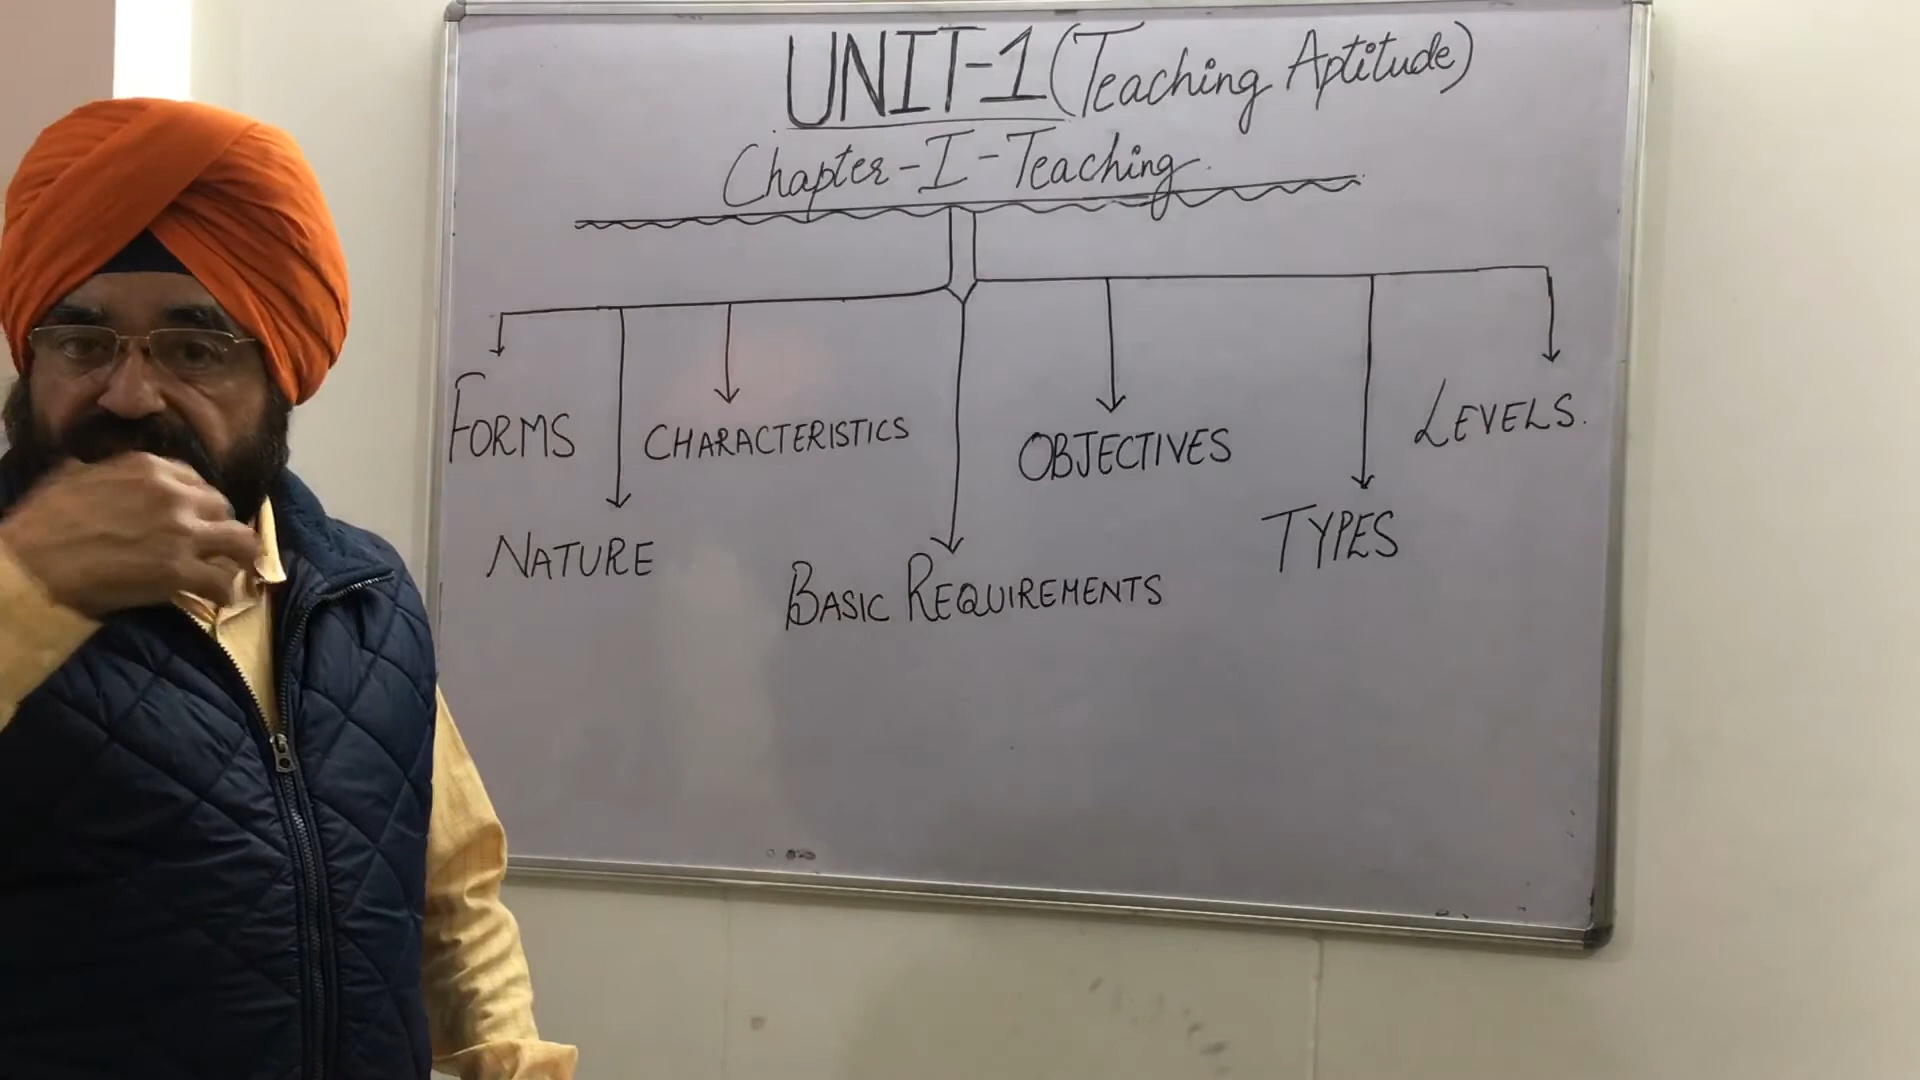 UNIT-1 (Teaching Aptitude)
Chapter-I-Teaching
FORMS
NATURE
CHARACTERISTICS
BASIC REQUIREMENTS
OBJECTIVES
TYPES
LEVELS.